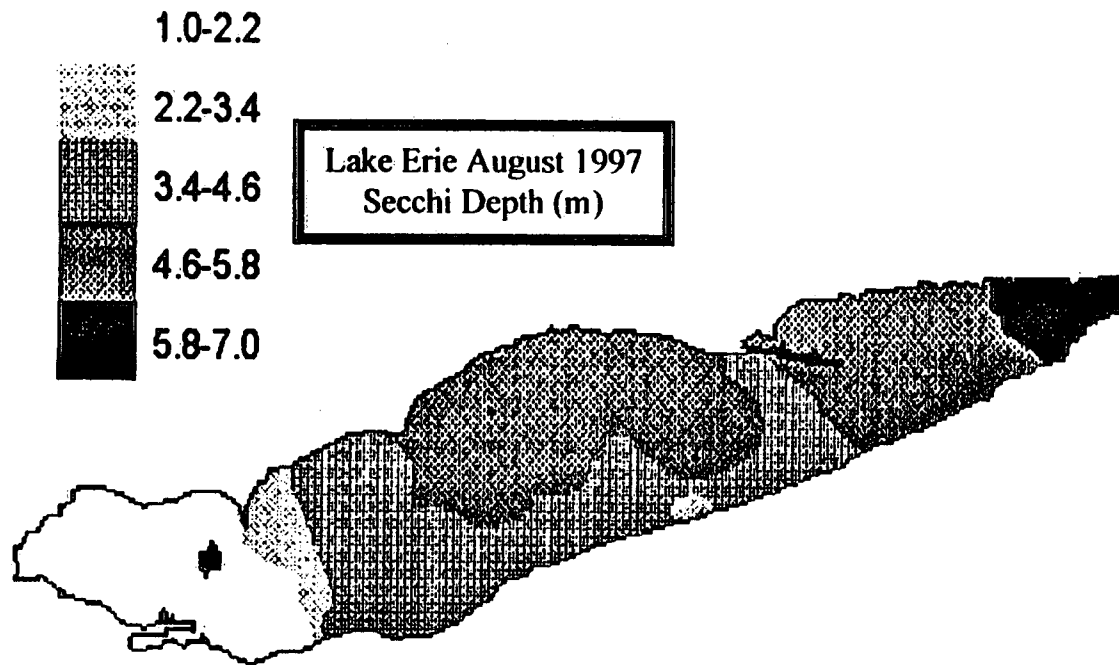 1.0-2.2
2.2-3.4
3.4-4.6
4.6-5.8
5.8-7.0
Lake Erie August 1997
Secchi Depth (m)